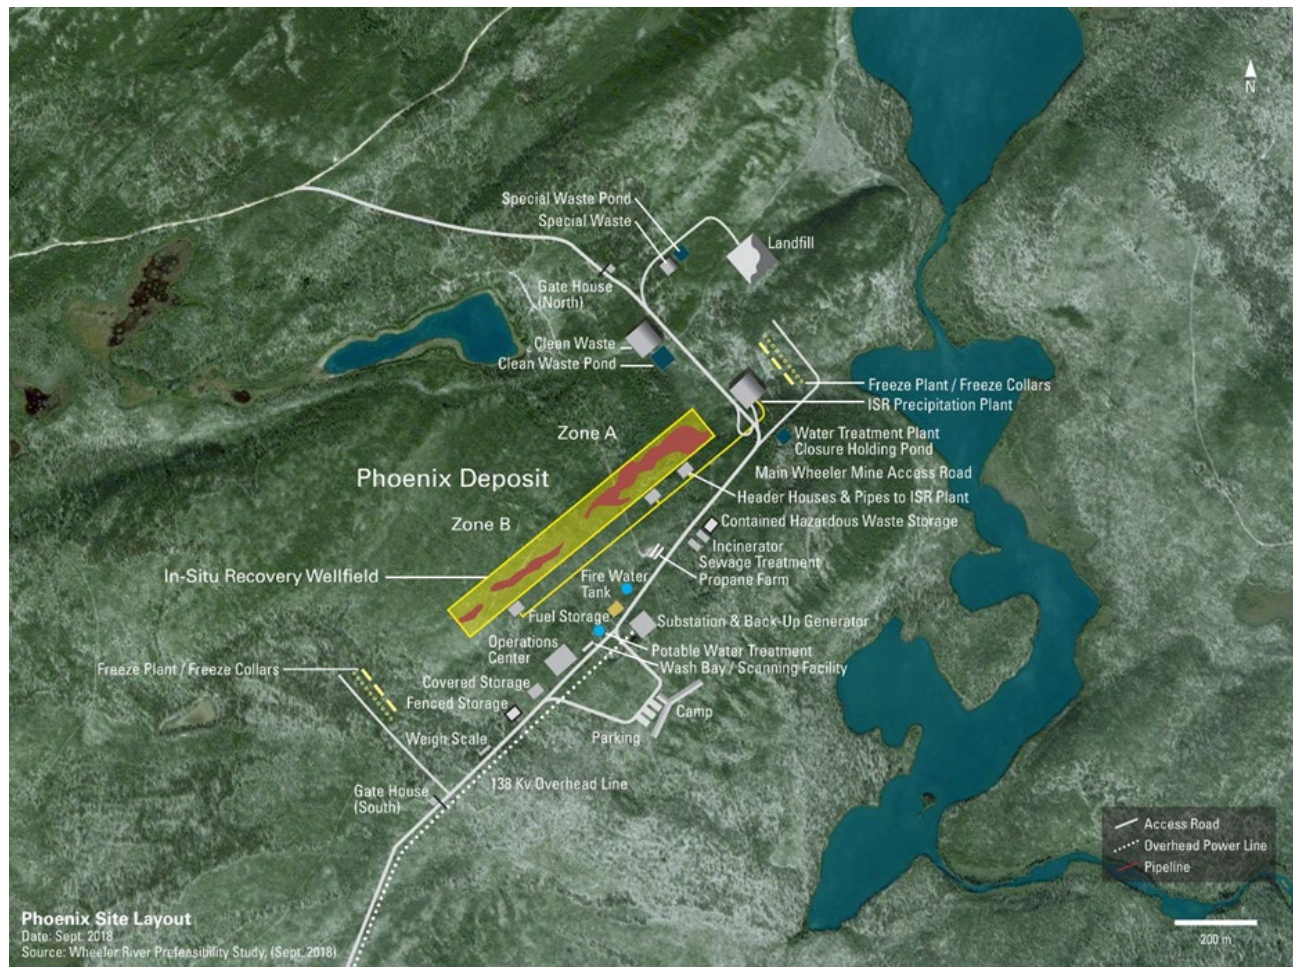 N
Special Waste Pond
Special Waste
Landfill
Gate House
(North)
Clean Waste
Clean Waste Pond
Freeze Plant / Freeze Collars
ISR Precipitation Plant
Zone A
Water Treatment Plant
Closure Holding Pond
Phoenix Deposit
Main Wheeler Mine Access Road
Header Houses & Pipes to ISR Plant
Zone B
Contained Hazardous Waste Storage
Incinerator
Sewage Treatment
Propane Farm
In-Situ Recovery Wellfield
Fire Water
Tank
Fuel Storage
Substation & Back-Up Generator
Operations
Center
Potable Water Treatment
Wash Bay / Scanning Facility
Freeze Plant / Freeze Collars
Covered Storage
Fenced Storage
Camp
Weigh Scale
Parking
138 Kv Overhead Line
Gate House
(South)
Access Road
Overhead Power Line
Pipeline
Phoenix Site Layout
Date: Sept. 2018
Source: Wheeler River Prefensibility Study, (Sept. 2018)
200 m